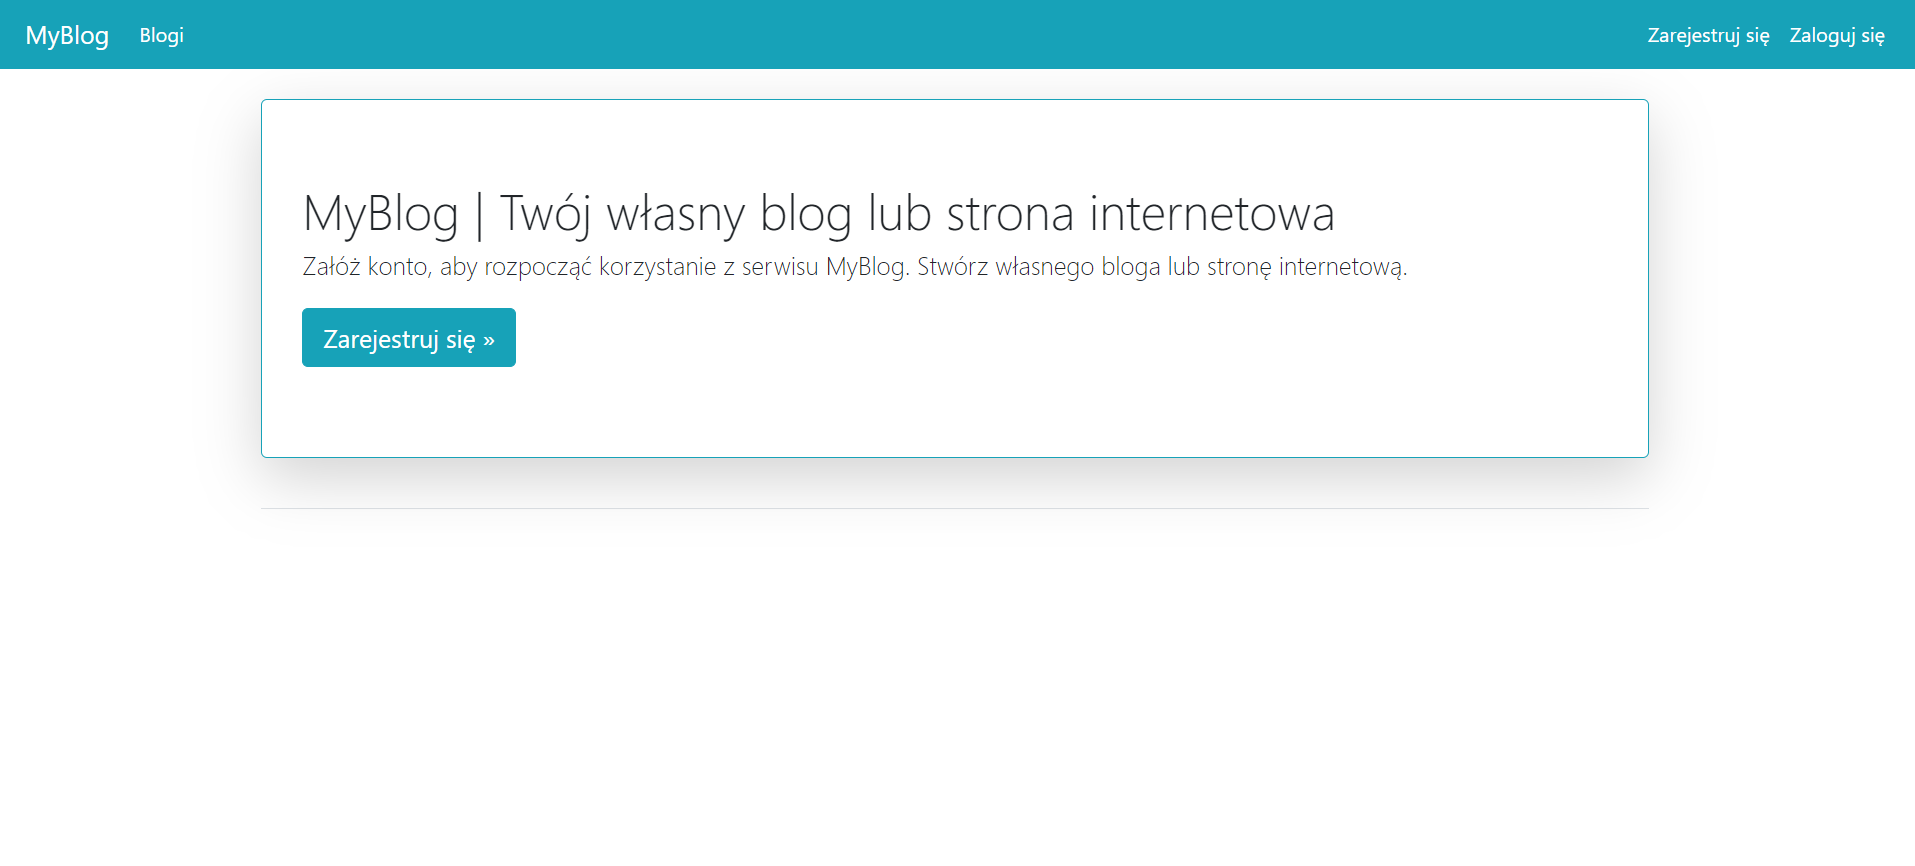 MyBlog Blogi Zarejestruj się Zaloguj się
MyBlog | Twój własny blog lub strona internetowa
Załóż konto, aby rozpocząć korzystanie z serwisu MyBlog. Stwórz własnego bloga lub stronę internetową.
Zarejestruj się »